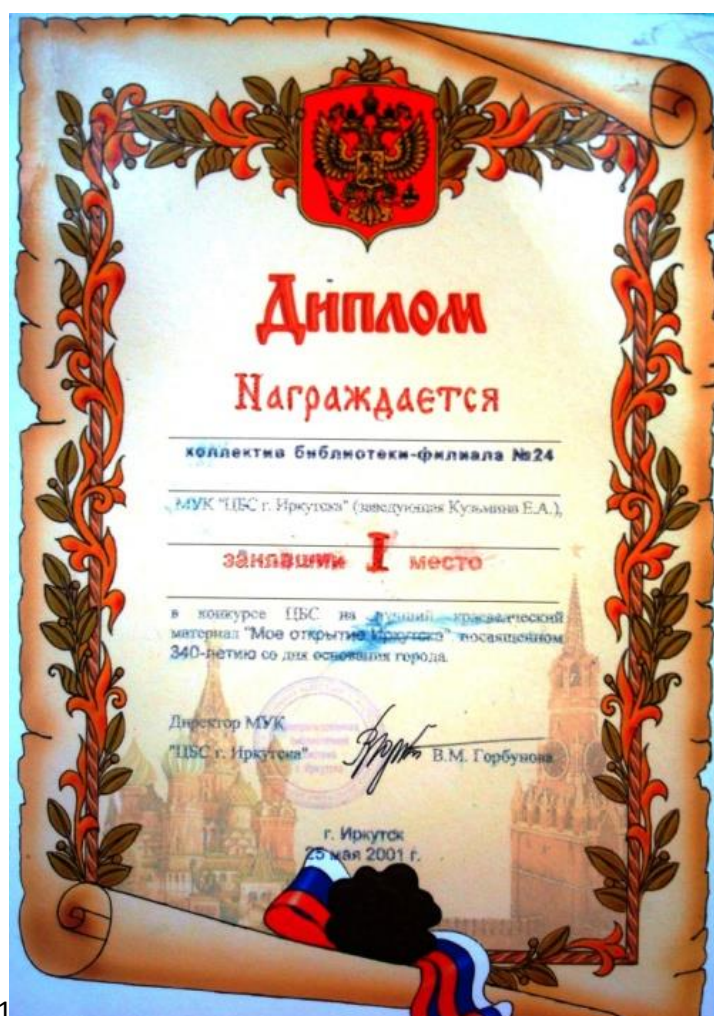 Диплом
Награждается
коллектив библиотеки-филиала №24
МУК "ЦБС г. Иркутска" (заведующая Кузьмина Е.А.),
занявший I место
в конкурсе ЦБС на лучший краеведческий
материал "Мое открытие Иркутска" посвященном
340-летию со дня основания города.
Директор МУК
"ЦБС г. Иркутска" В.М. Горбунова
г. Иркутск
25 мая 2001 г.
1